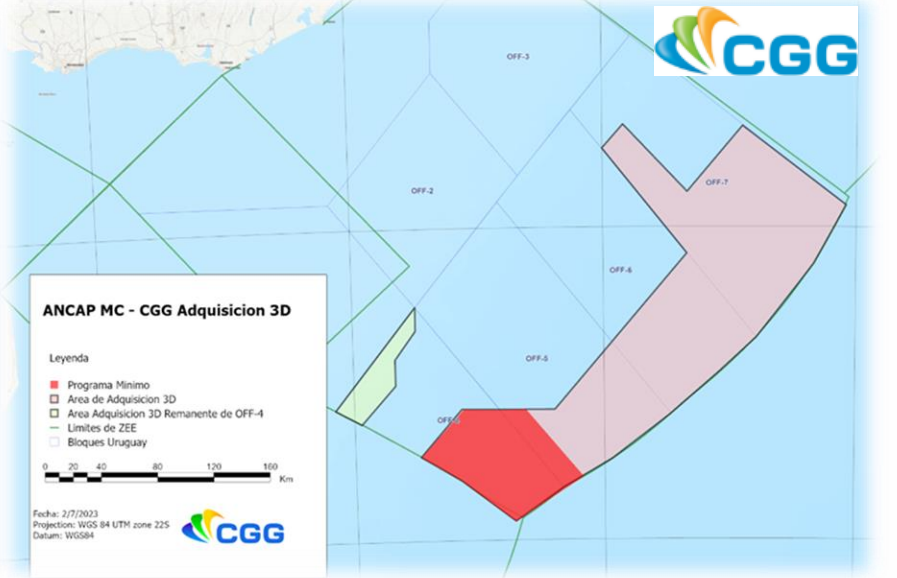 CGG
OFF-3
OFF-2
OFF-7
OFF-6
OFF-5
ANCAP MC - CGG Adquisicion 3D
Leyenda
Programa Minimo
Area de Adquisicion 3D
Area Adquisicion 3D Remanente de OFF-4
Limites de ZEE
Bloques Uruguay
0 20 40 80 120 160
Km
Fecha: 2/7/2023
Projection: WGS 84 UTM zone 22S
Datum: WGS84
CGG